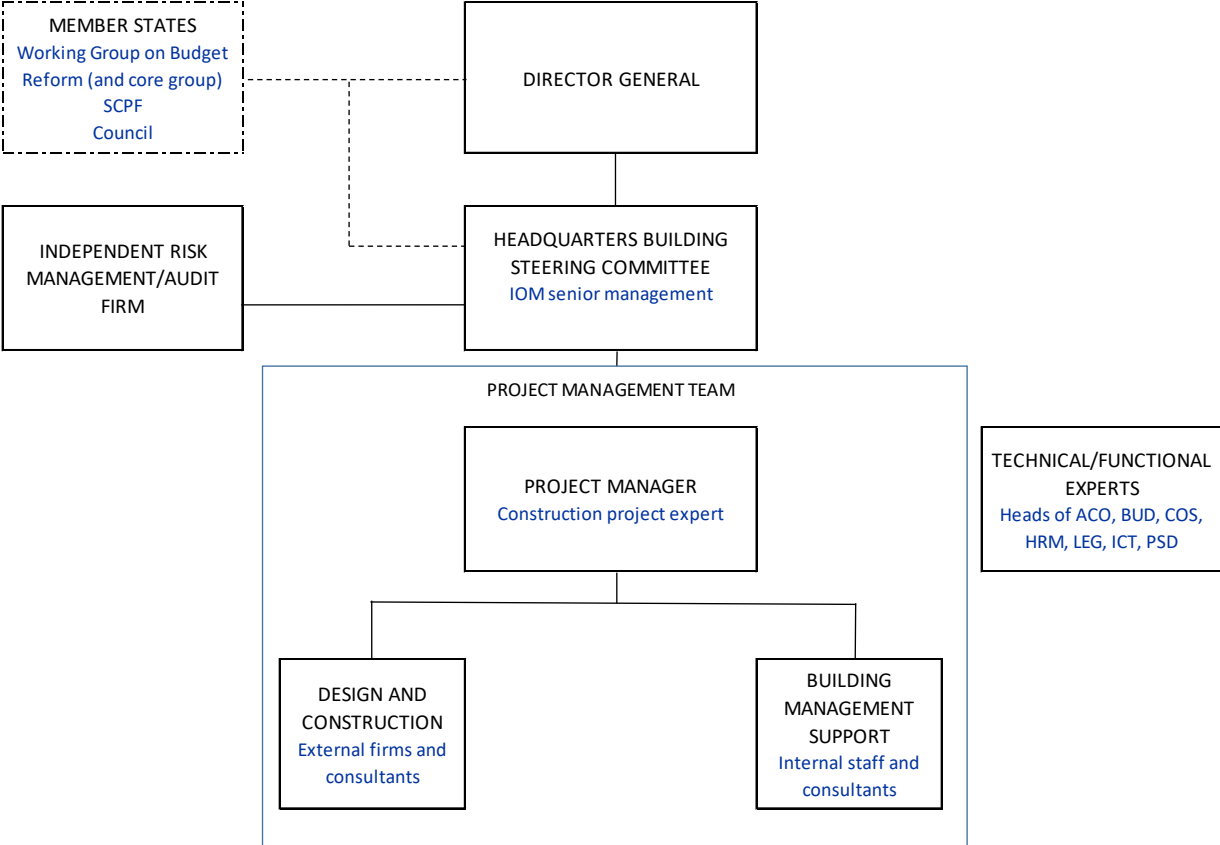 MEMBER STATES
Working Group on Budget
Reform (and core group)
SCPF
Council
DIRECTOR GENERAL
INDEPENDENT RISK
MANAGEMENT/AUDIT
FIRM
HEADQUARTERS BUILDING
STEERING COMMITTEE
IOM senior management
PROJECT MANAGEMENT TEAM
PROJECT MANAGER
Construction project expert
TECHNICAL/FUNCTIONAL
EXPERTS
Heads of ACO, BUD, COS,
HRM, LEG, ICT, PSD
DESIGN AND
CONSTRUCTION
External firms and
consultants
BUILDING
MANAGEMENT
SUPPORT
Internal staff and
consultants